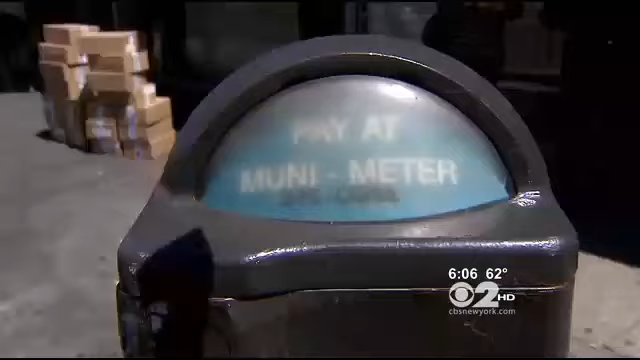 PAY AT
MUNI - METER
6:06 62°
2 HD
cbsnewyork.com